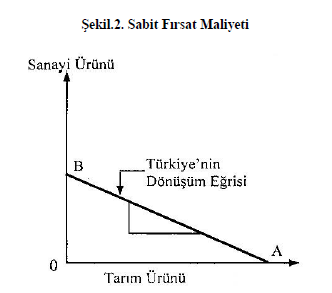 Şekil.2. Sabit Fırsat Maliyeti
Sanayi Ürünü
B
Türkiye'nin
Dönüşüm Eğrisi
A
0
Tarım Ürünü